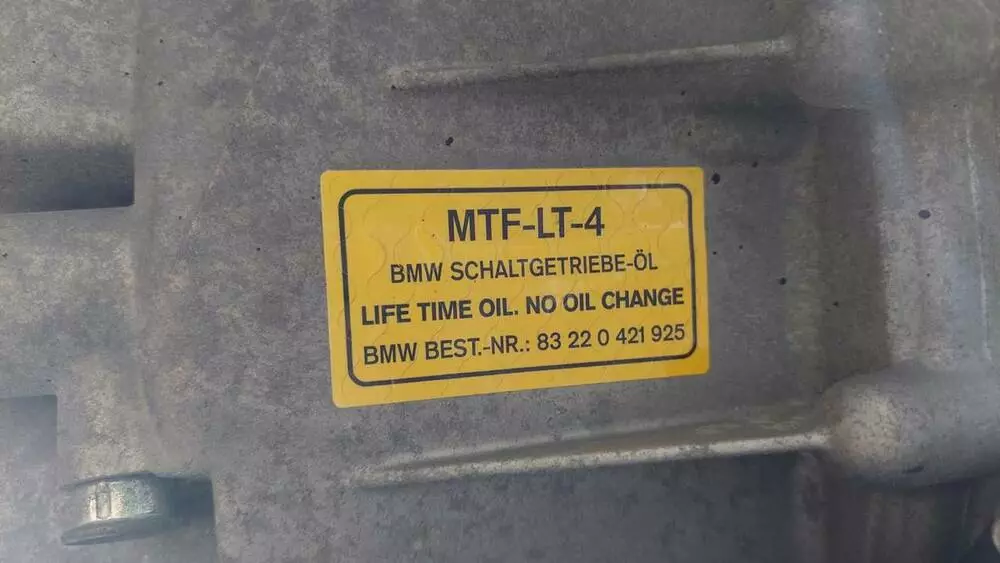 MTF-LT-4
BMW SCHALTGETRIEBE-ÖL
LIFE TIME OIL. NO OIL CHANGE
BMW BEST.-NR.: 83 22 0 421 925